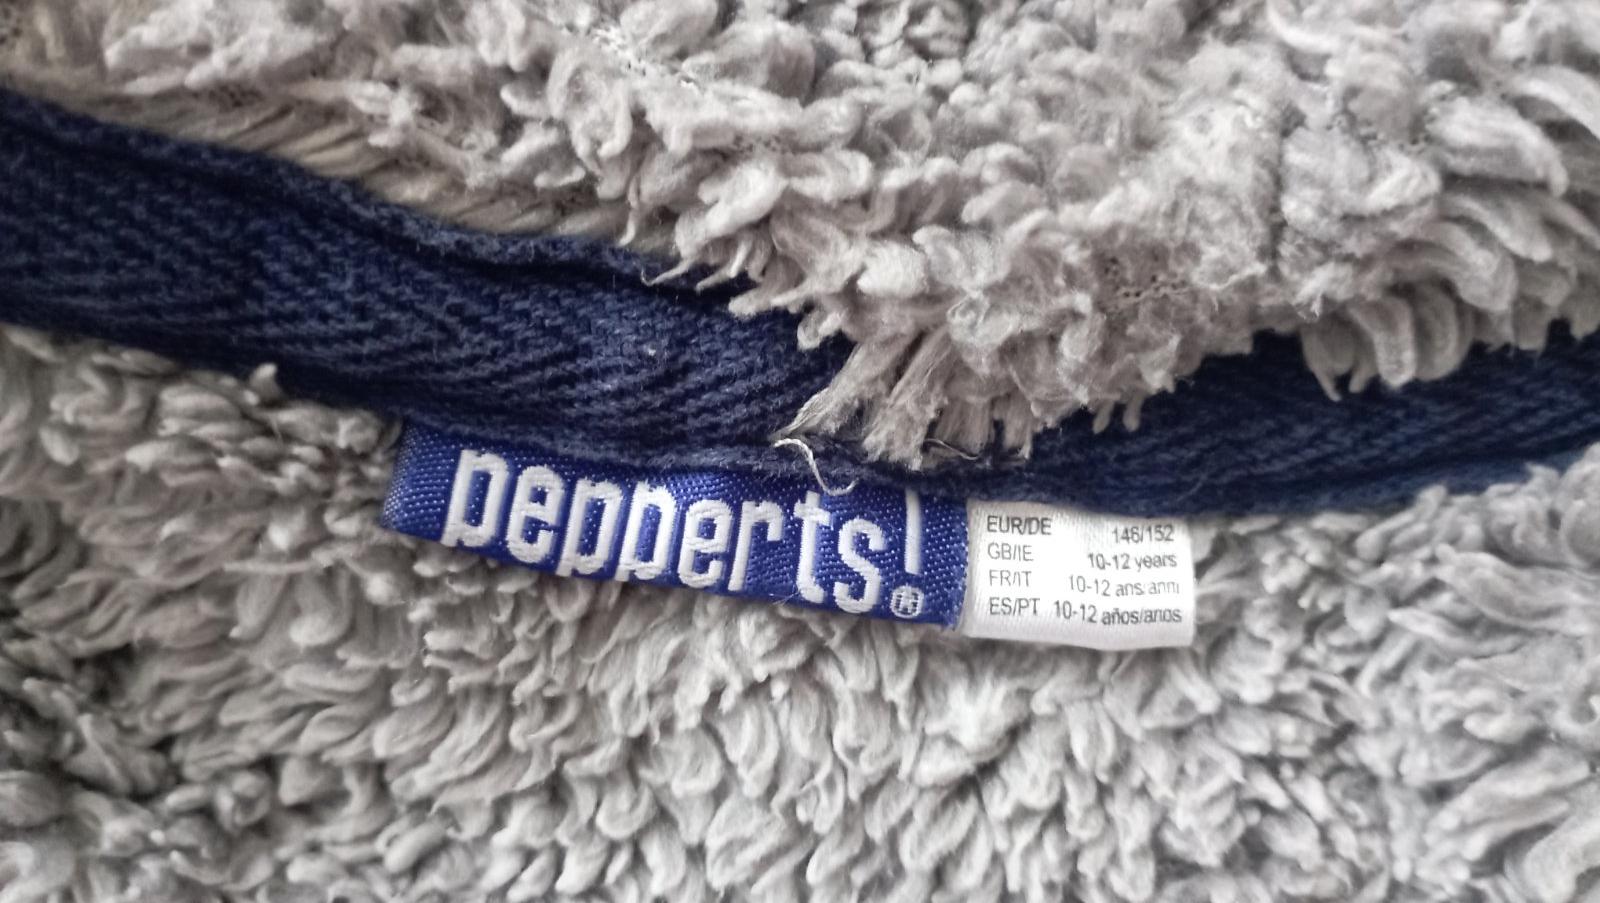 pepperts!®
EUR/DE 146/152
GB/IE 10-12 years
FR/IT 10-12 ans/anni
ES/PT 10-12 años/anos